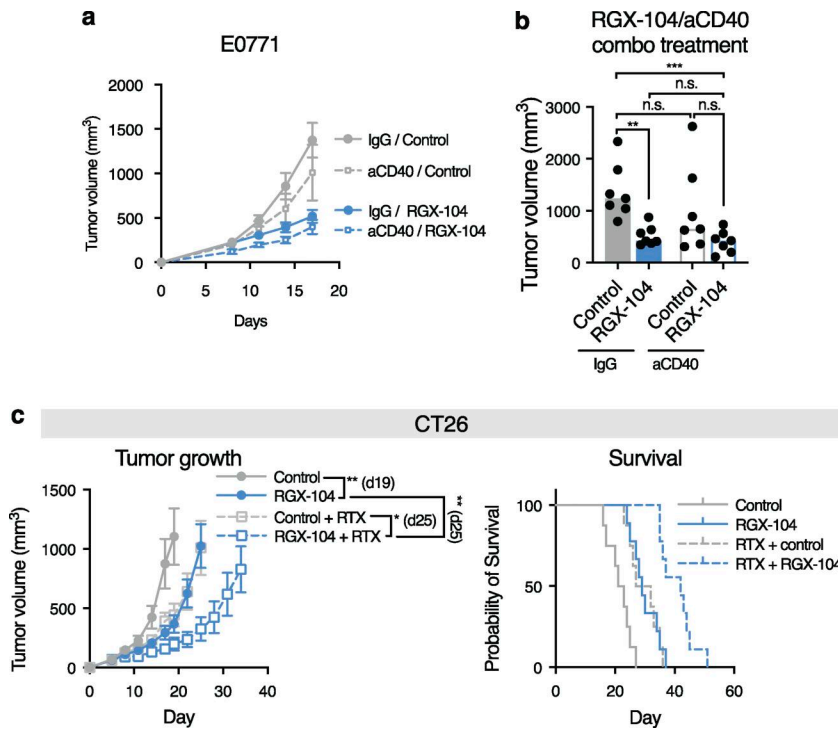 a
E0771
Tumor volume (mm³)
2000
1500
1000
500
0
0 5 10 15 20
Days
IgG / Control
aCD40 / Control
IgG / RGX-104
aCD40 / RGX-104
b
RGX-104/aCD40
combo treatment
***
n.s.
n.s. n.s.
**
Tumor volume (mm³)
3000
2000
1000
0
Control
RGX-104
Control
RGX-104
IgG aCD40
c
CT26
Tumor growth
Control
RGX-104
Control + RTX
RGX-104 + RTX
** (d19)
* (d25)
** (d25)
Tumor volume (mm³)
1500
1000
500
0
0 10 20 30 40
Day
Survival
Control
RGX-104
RTX + control
RTX + RGX-104
Probability of Survival
100
50
0
0 20 40 60
Day